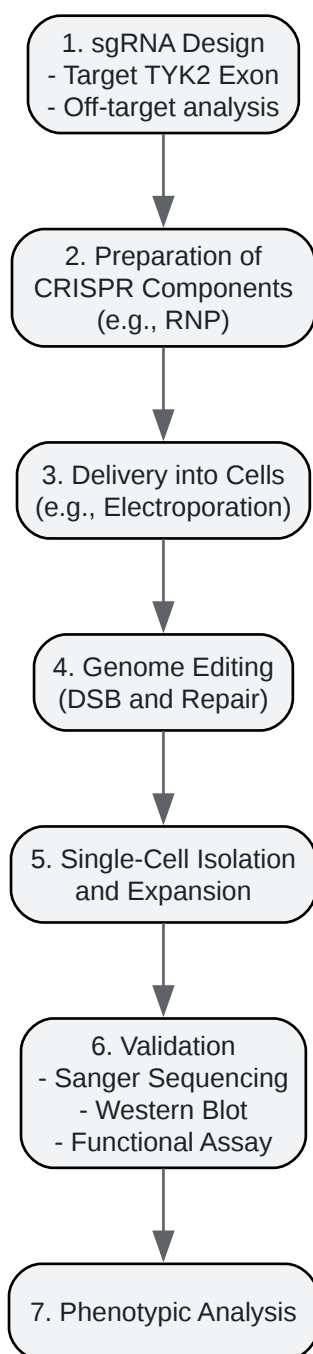 1. sgRNA Design
- Target TYK2 Exon
- Off-target analysis
2. Preparation of
CRISPR Components
(e.g., RNP)
3. Delivery into Cells
(e.g., Electroporation)
4. Genome Editing
(DSB and Repair)
5. Single-Cell Isolation
and Expansion
6. Validation
- Sanger Sequencing
- Western Blot
- Functional Assay
7. Phenotypic Analysis